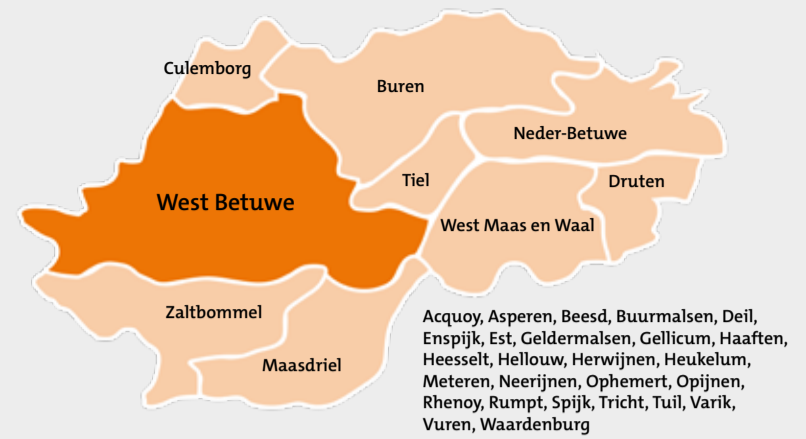 Culemborg
Buren
Neder-Betuwe
Tiel
Druten
West Betuwe
West Maas en Waal
Zaltbommel
Maasdriel
Acquoy, Asperen, Beesd, Buurmalsen, Deil,
Enspijk, Est, Geldermalsen, Gellicum, Haaften,
Heesselt, Hellouw, Herwijnen, Heukelum,
Meteren, Neerijnen, Ophemert, Opijnen,
Rhenoy, Rumpt, Spijk, Tricht, Tuil, Varik,
Vuren, Waardenburg